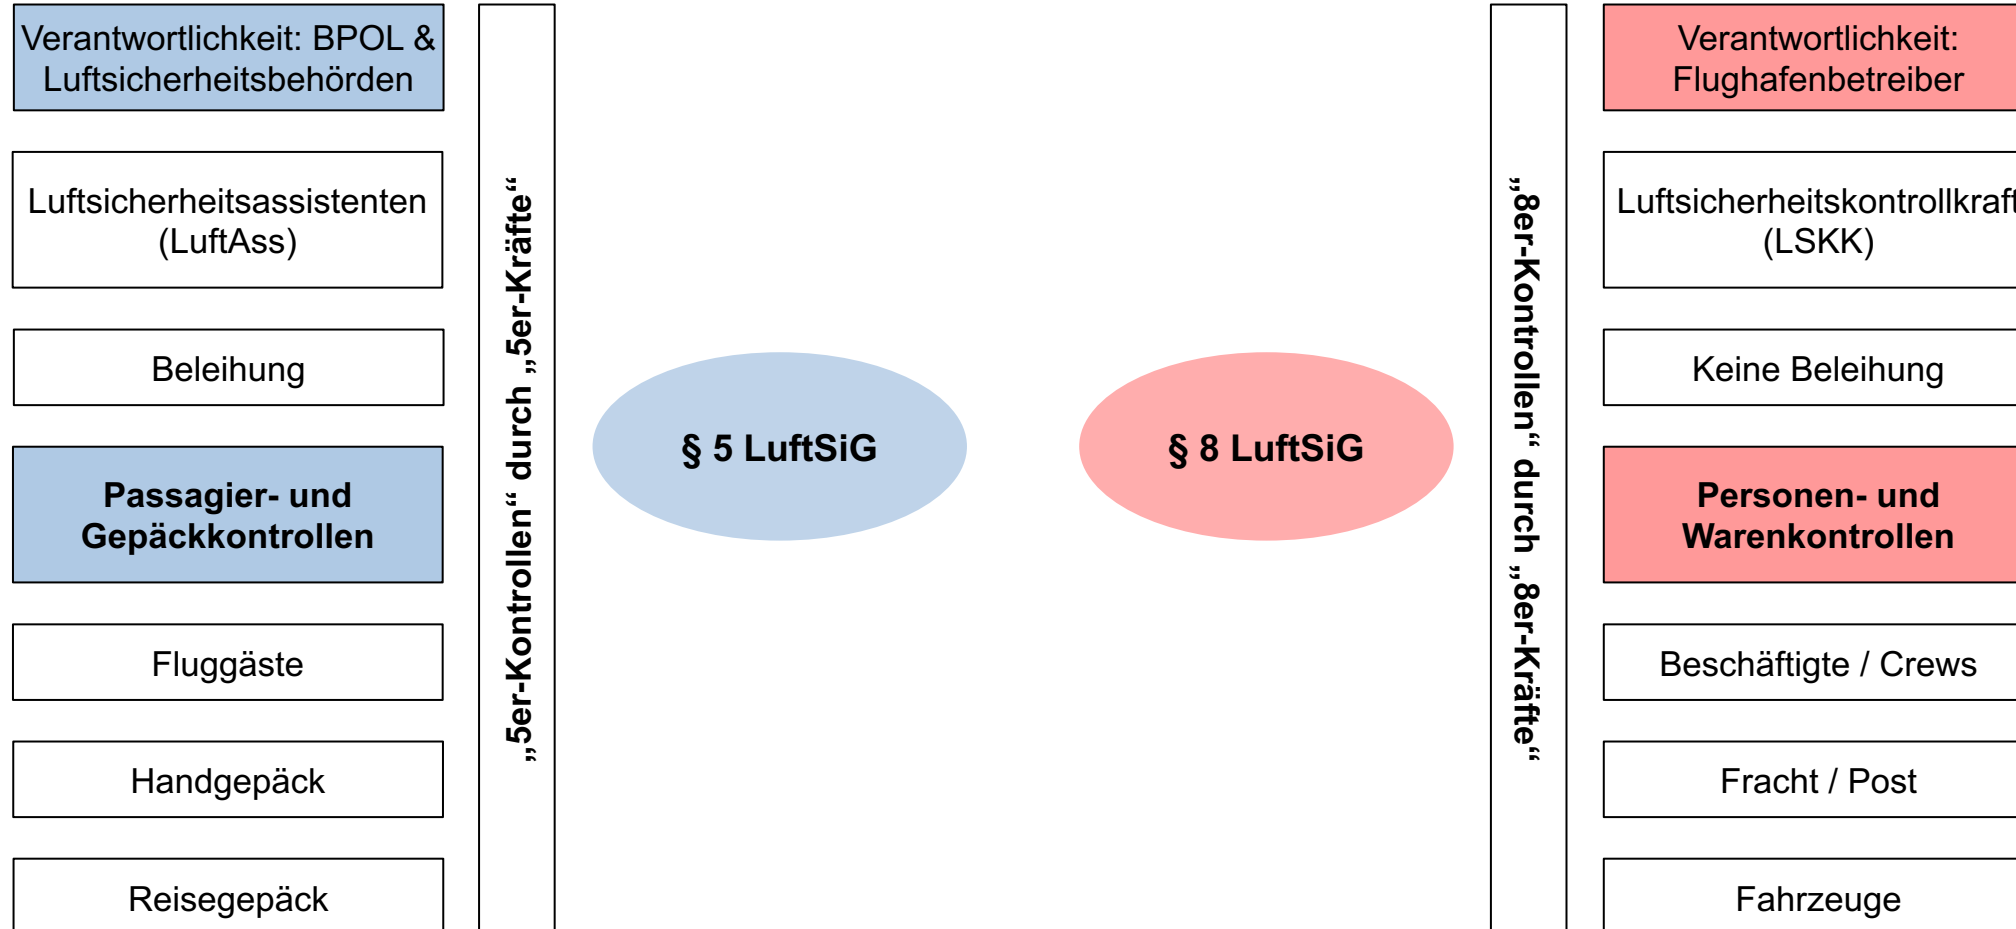 Verantwortlichkeit: BPOL &
Luftsicherheitsbehörden
Luftsicherheitsassistenten
(LuftAss)
Beleihung
Passagier- und
Gepäckkontrollen
Fluggäste
Handgepäck
Reisegepäck
„5er-Kontrollen“ durch „5er-Kräfte“
§ 5 LuftSiG
§ 8 LuftSiG
„8er-Kontrollen“ durch „8er-Kräfte“
Verantwortlichkeit:
Flughafenbetreiber
Luftsicherheitskontrollkraft
(LSKK)
Keine Beleihung
Personen- und
Warenkontrollen
Beschäftigte / Crews
Fracht / Post
Fahrzeuge